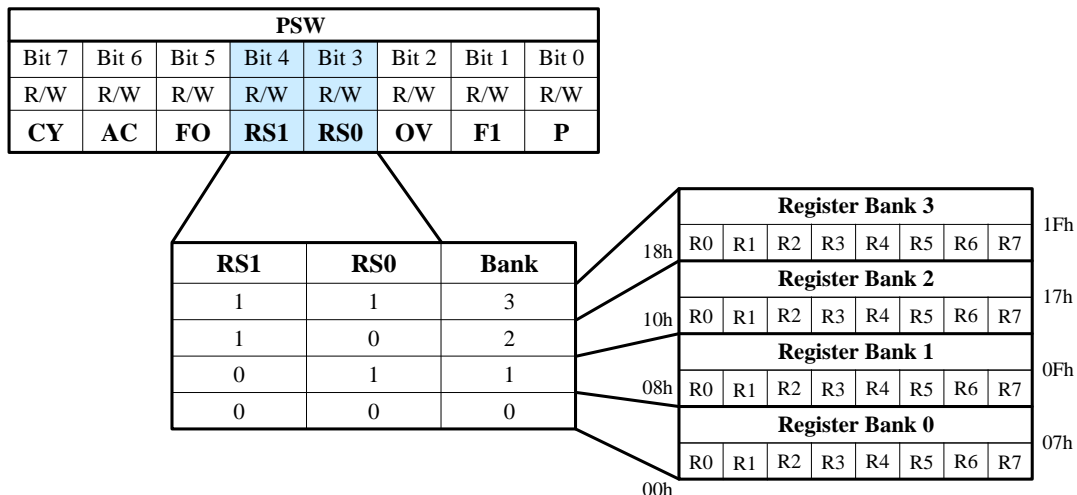 PSW
Bit 7 Bit 6 Bit 5 Bit 4 Bit 3 Bit 2 Bit 1 Bit 0
R/W R/W R/W R/W R/W R/W R/W R/W
CY AC FO RS1 RS0 OV F1 P
RS1 RS0 Bank
1 1 3
1 0 2
0 1 1
0 0 0
Register Bank 3
1Fh
18h R0 R1 R2 R3 R4 R5 R6 R7
Register Bank 2
17h
10h R0 R1 R2 R3 R4 R5 R6 R7
Register Bank 1
0Fh
08h R0 R1 R2 R3 R4 R5 R6 R7
Register Bank 0
07h
R0 R1 R2 R3 R4 R5 R6 R7
00h